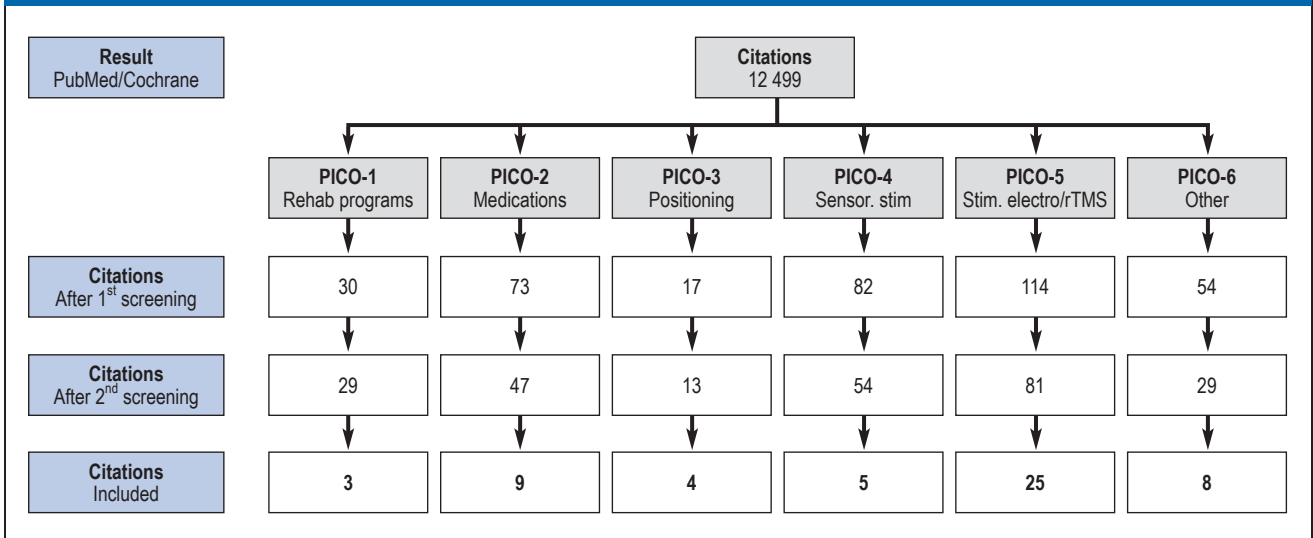 Result
PubMed/Cochrane
Citations
12 499
PICO-1
Rehab programs
PICO-2
Medications
PICO-3
Positioning
PICO-4
Sensor. stim
PICO-5
Stim. electro/rTMS
PICO-6
Other
Citations
After 1st screening
30
73
17
82
114
54
Citations
After 2nd screening
29
47
13
54
81
29
Citations
Included
3
9
4
5
25
8